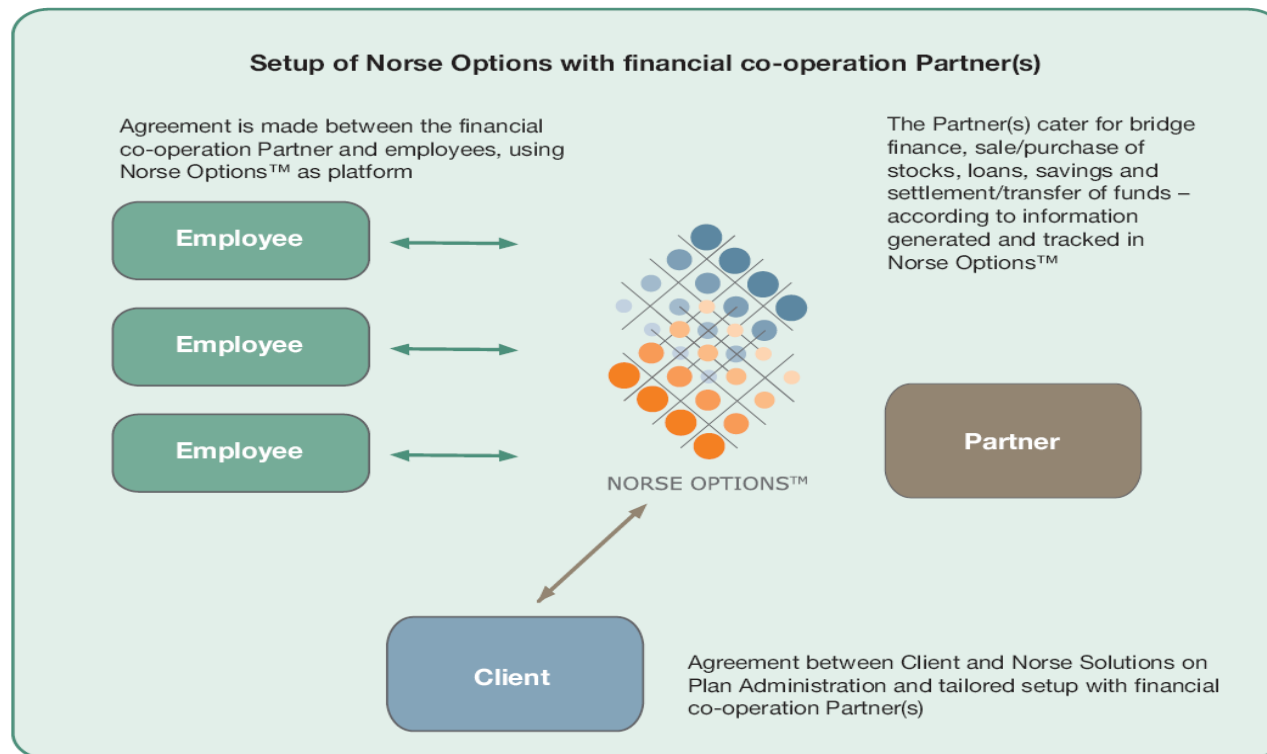 Setup of Norse Options with financial co-operation Partner(s)
Agreement is made between the financial
co-operation Partner and employees, using
Norse Options™ as platform
The Partner(s) cater for bridge
finance, sale/purchase of
stocks, loans, savings and
settlement/transfer of funds –
according to information
generated and tracked in
Norse Options™
Employee
Employee
Employee
NORSE OPTIONS™
Partner
Client
Agreement between Client and Norse Solutions on
Plan Administration and tailored setup with financial
co-operation Partner(s)